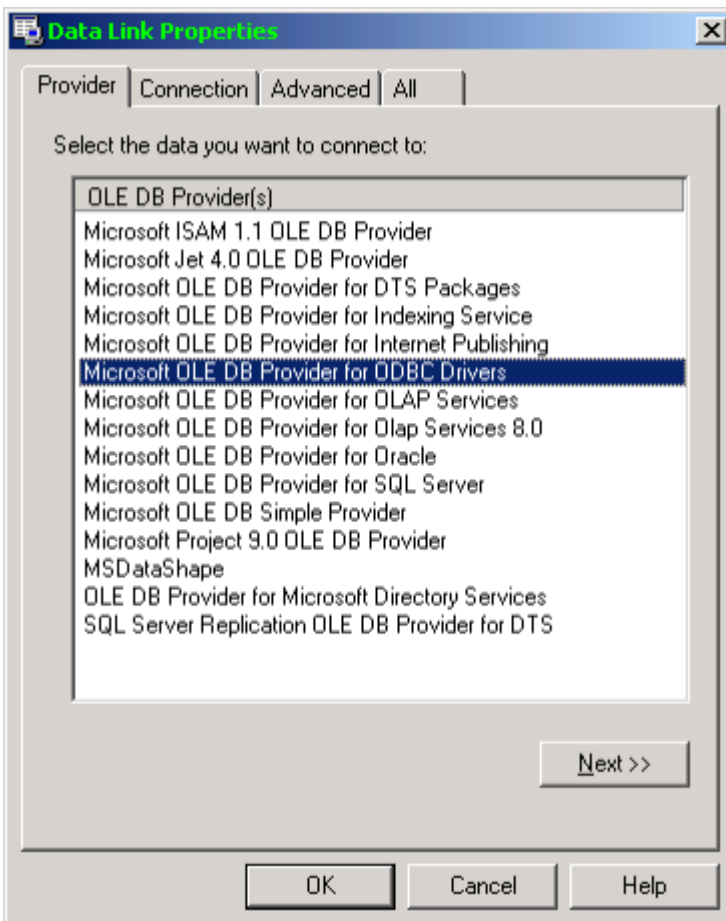 Data Link Properties
Provider Connection Advanced All
Select the data you want to connect to:
OLE DB Provider(s)
Microsoft ISAM 1.1 OLE DB Provider
Microsoft Jet 4.0 OLE DB Provider
Microsoft OLE DB Provider for DTS Packages
Microsoft OLE DB Provider for Indexing Service
Microsoft OLE DB Provider for Internet Publishing
Microsoft OLE DB Provider for ODBC Drivers
Microsoft OLE DB Provider for OLAP Services
Microsoft OLE DB Provider for Olap Services 8.0
Microsoft OLE DB Provider for Oracle
Microsoft OLE DB Provider for SQL Server
Microsoft OLE DB Simple Provider
Microsoft Project 9.0 OLE DB Provider
MSDataShape
OLE DB Provider for Microsoft Directory Services
SQL Server Replication OLE DB Provider for DTS
Next >>
OK Cancel Help